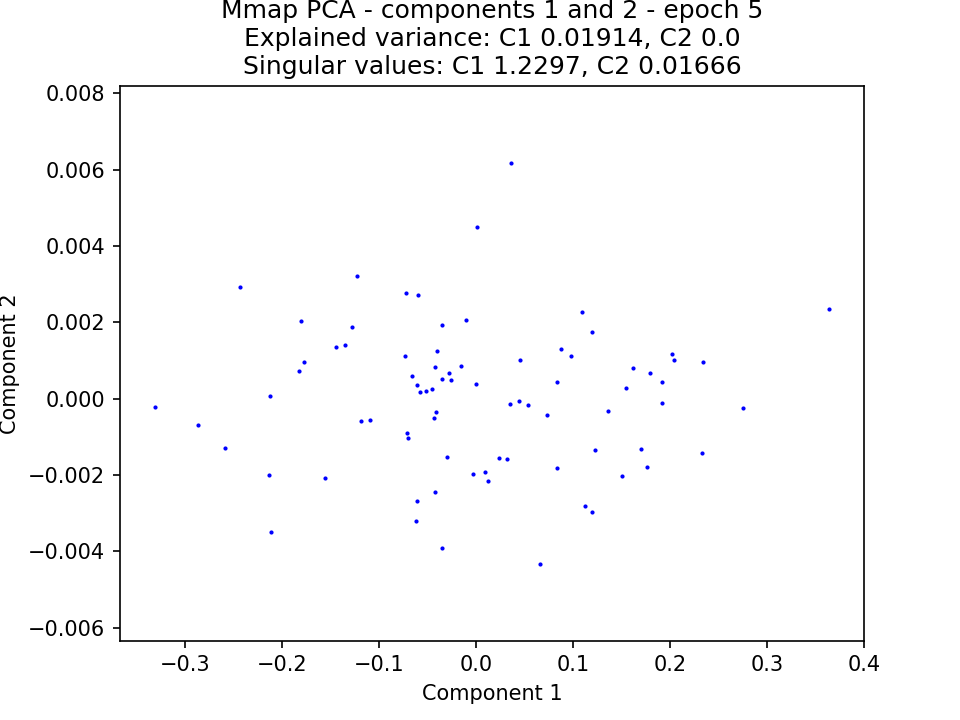 Mmap PCA - components 1 and 2 - epoch 5
Explained variance: C1 0.01914, C2 0.0
Singular values: C1 1.2297, C2 0.01666
0.008
0.006
0.004
0.002
0.000
−0.002
−0.004
−0.006
Component 2
−0.3 −0.2 −0.1 0.0 0.1 0.2 0.3 0.4
Component 1